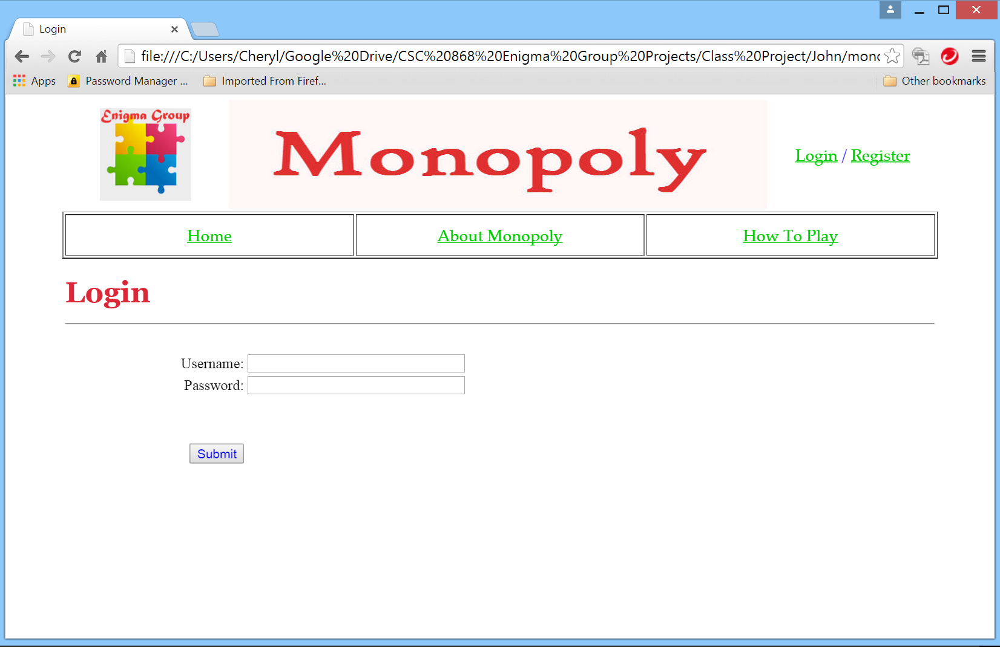 Login
file:///C:/Users/Cheryl/Google%20Drive/CSC%20868%20Enigma%20Group%20Projects/Class%20Project/John/mono
Apps Password Manager ... Imported From Firef... Other bookmarks
Enigma Group
Monopoly
Login / Register
Home About Monopoly How To Play
Login
Username:
Password:
Submit